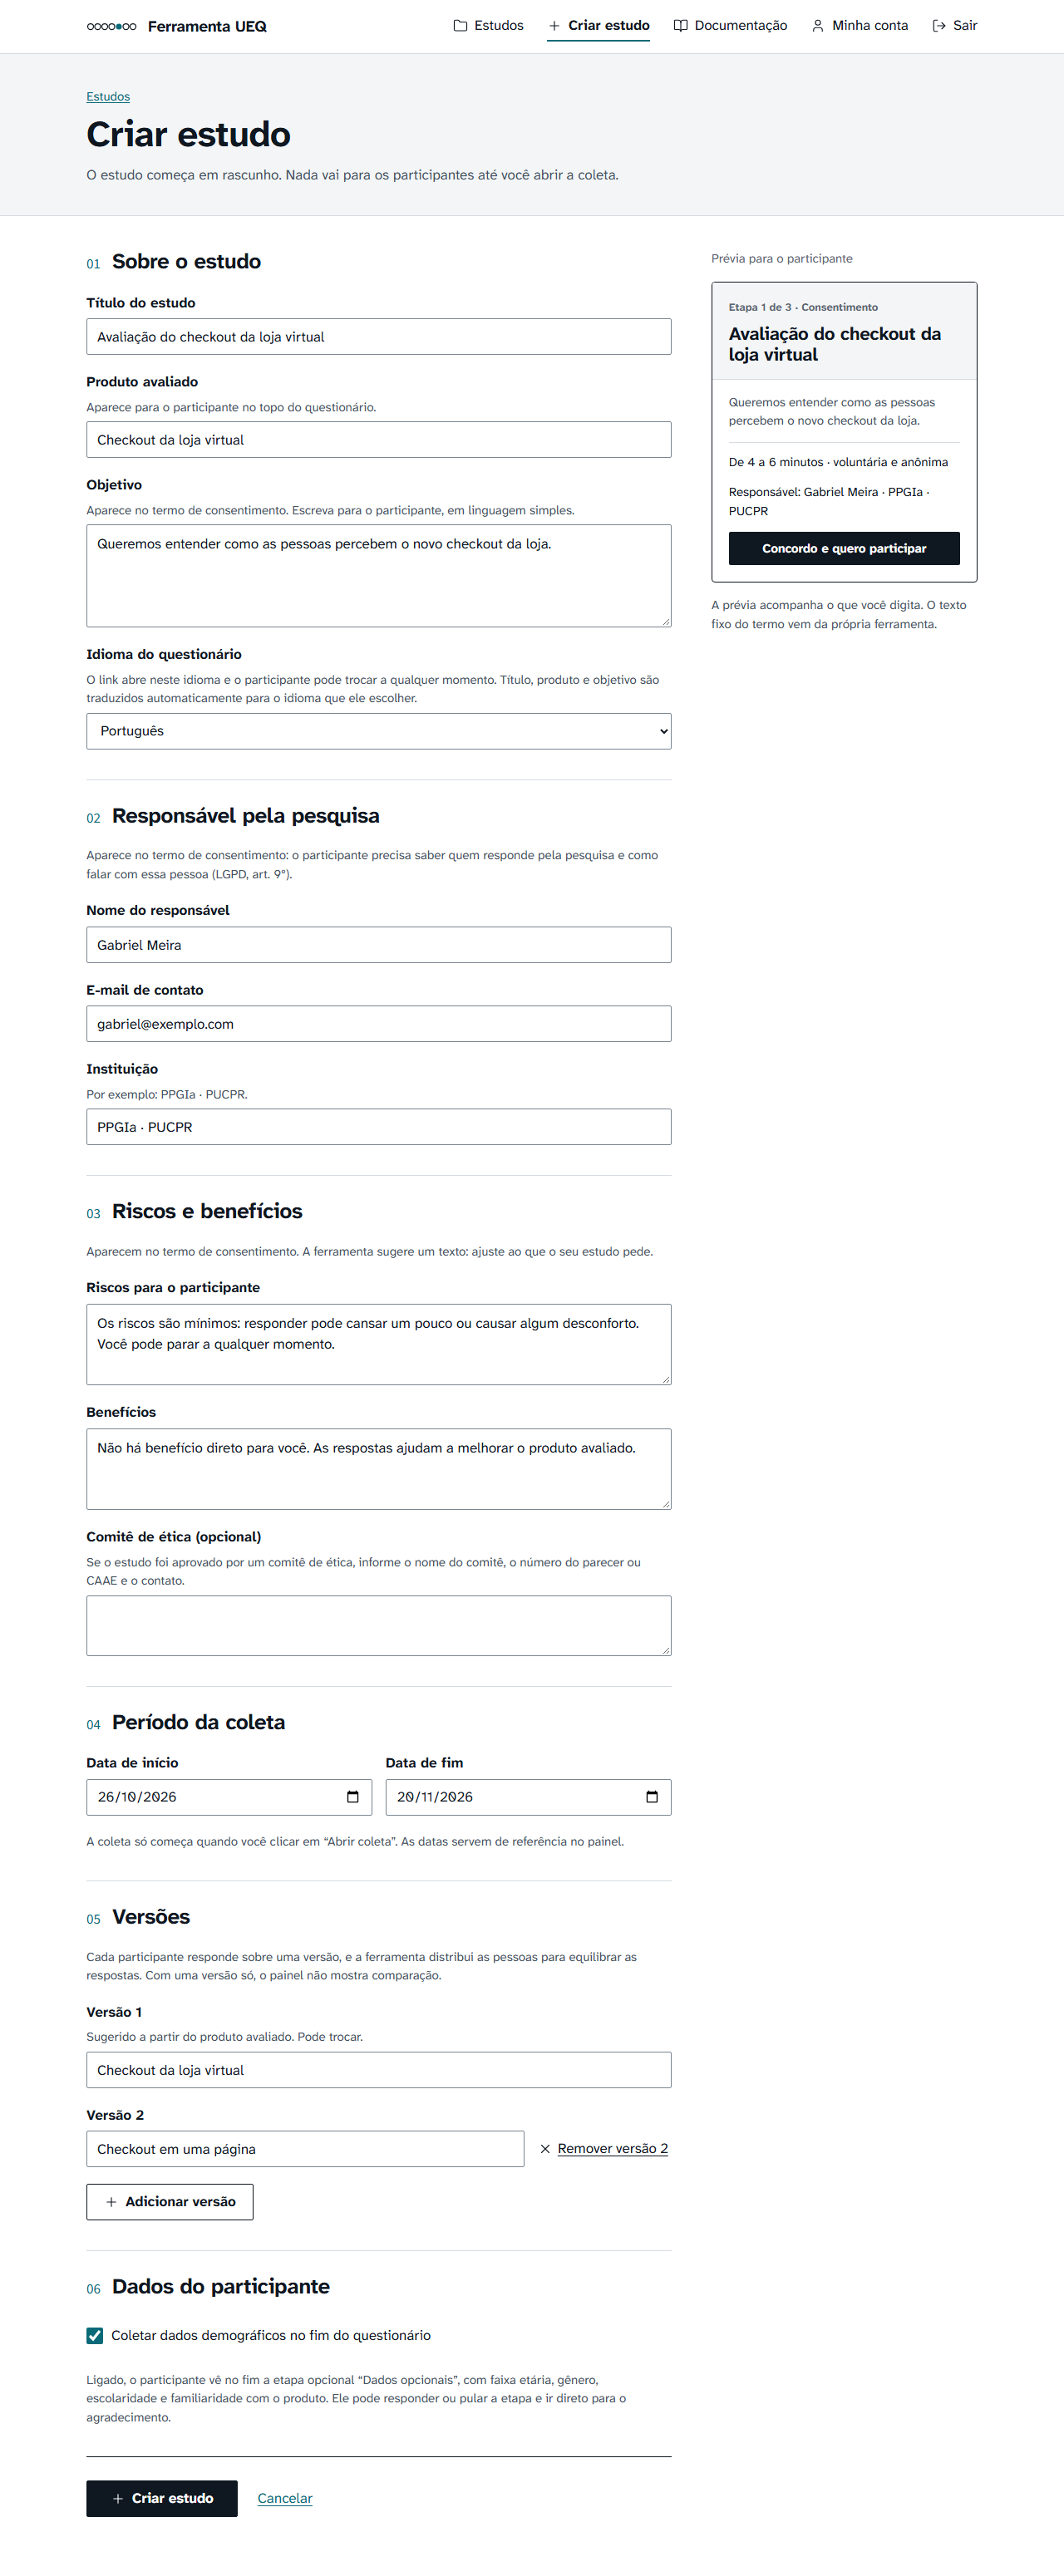 Ferramenta UEQ
Estudos
Criar estudo
Documentação
Minha conta
Sair
Estudos
Criar estudo
O estudo começa em rascunho. Nada vai para os participantes até você abrir a coleta.
01 Sobre o estudo
Título do estudo
Avaliação do checkout da loja virtual
Produto avaliado
Aparece para o participante no topo do questionário.
Checkout da loja virtual
Objetivo
Aparece no termo de consentimento. Escreva para o participante, em linguagem simples.
Queremos entender como as pessoas percebem o novo checkout da loja.
Idioma do questionário
O link abre neste idioma e o participante pode trocar a qualquer momento. Título, produto e objetivo são
traduzidos automaticamente para o idioma que ele escolher.
Português
02 Responsável pela pesquisa
Aparece no termo de consentimento: o participante precisa saber quem responde pela pesquisa e como
falar com essa pessoa (LGPD, art. 9º).
Nome do responsável
Gabriel Meira
E-mail de contato
gabriel@exemplo.com
Instituição
Por exemplo: PPGIa · PUCPR.
PPGIa · PUCPR
03 Riscos e benefícios
Aparecem no termo de consentimento. A ferramenta sugere um texto: ajuste ao que o seu estudo pede.
Riscos para o participante
Os riscos são mínimos: responder pode cansar um pouco ou causar algum desconforto.
Você pode parar a qualquer momento.
Benefícios
Não há benefício direto para você. As respostas ajudam a melhorar o produto avaliado.
Comitê de ética (opcional)
Se o estudo foi aprovado por um comitê de ética, informe o nome do comitê, o número do parecer ou
CAAE e o contato.
04 Período da coleta
Data de início
Data de fim
26/10/2026
20/11/2026
A coleta só começa quando você clicar em “Abrir coleta”. As datas servem de referência no painel.
05 Versões
Cada participante responde sobre uma versão, e a ferramenta distribui as pessoas para equilibrar as
respostas. Com uma versão só, o painel não mostra comparação.
Versão 1
Sugerido a partir do produto avaliado. Pode trocar.
Checkout da loja virtual
Versão 2
Checkout em uma página
Remover versão 2
Adicionar versão
06 Dados do participante
Coletar dados demográficos no fim do questionário
Ligado, o participante vê no fim a etapa opcional “Dados opcionais”, com faixa etária, gênero,
escolaridade e familiaridade com o produto. Ele pode responder ou pular a etapa e ir direto para o
agradecimento.
Criar estudo
Cancelar
Prévia para o participante
Etapa 1 de 3 · Consentimento
Avaliação do checkout da
loja virtual
Queremos entender como as pessoas
percebem o novo checkout da loja.
De 4 a 6 minutos · voluntária e anônima
Responsável: Gabriel Meira · PPGIa ·
PUCPR
Concordo e quero participar
A prévia acompanha o que você digita. O texto
fixo do termo vem da própria ferramenta.